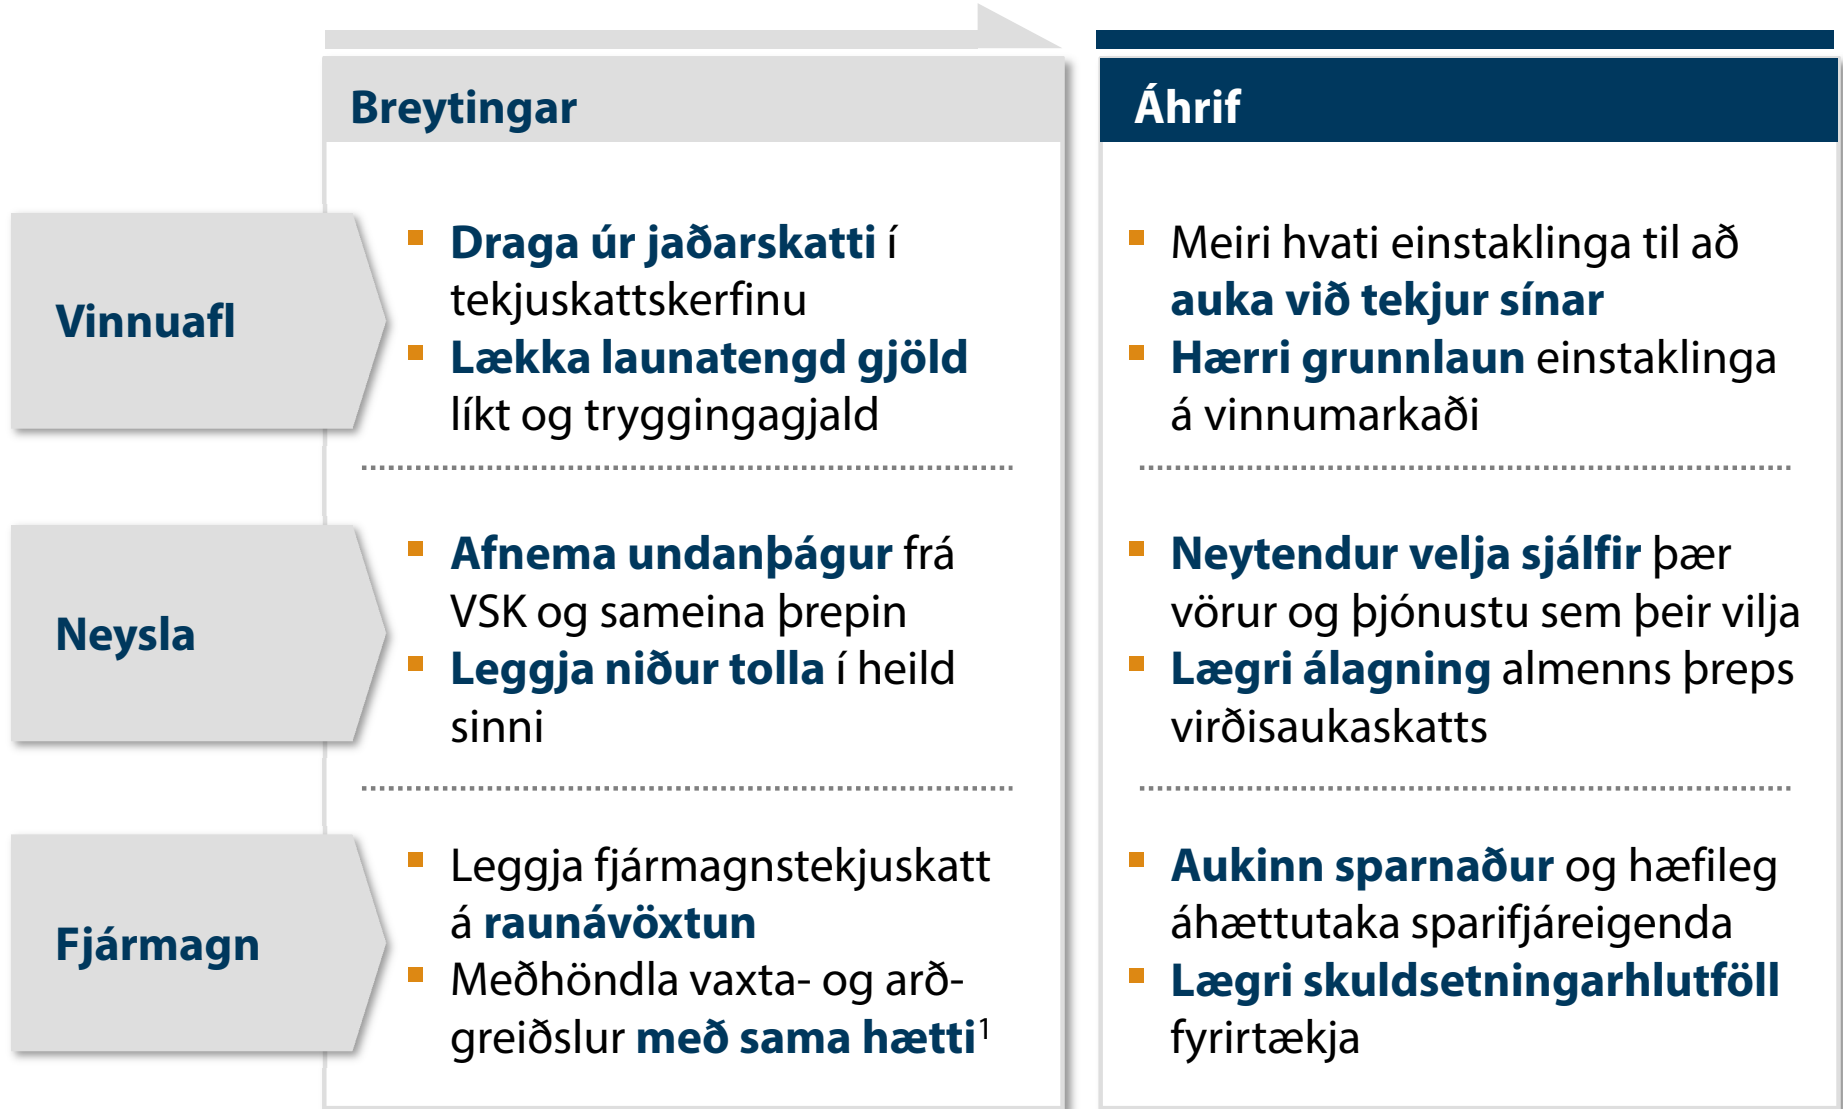 Breytingar
Áhrif
Vinnuafl
Draga úr jaðarskatti í
tekjuskattskerfinu
Lækka launatengd gjöld
líkt og tryggingagjald
Meiri hvati einstaklinga til að
auka við tekjur sínar
Hærri grunnlaun einstaklinga
á vinnumarkaði
Neysla
Afnema undanþágur frá
VSK og sameina þrepin
Leggja niður tolla í heild
sinni
Neytendur velja sjálfir þær
vörur og þjónustu sem þeir vilja
Lægri álagning almenns þreps
virðisaukaskatts
Fjármagn
Leggja fjármagnstekjuskatt
á raunávöxtun
Meðhöndla vaxta- og arð-
greiðslur með sama hætti¹
Aukinn sparnaður og hæfileg
áhættutaka sparifjáreigenda
Lægri skuldsetningarhlutföll
fyrirtækja